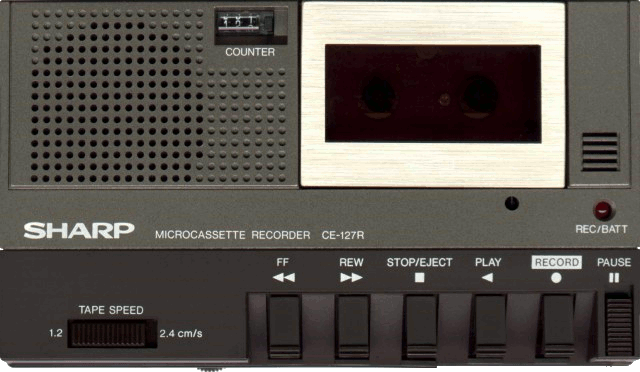 COUNTER
SHARP
MICROCASSETTE RECORDER CE-127R
REC/BATT
FF REW STOP/EJECT PLAY RECORD PAUSE
TAPE SPEED
1.2 2.4 cm/s